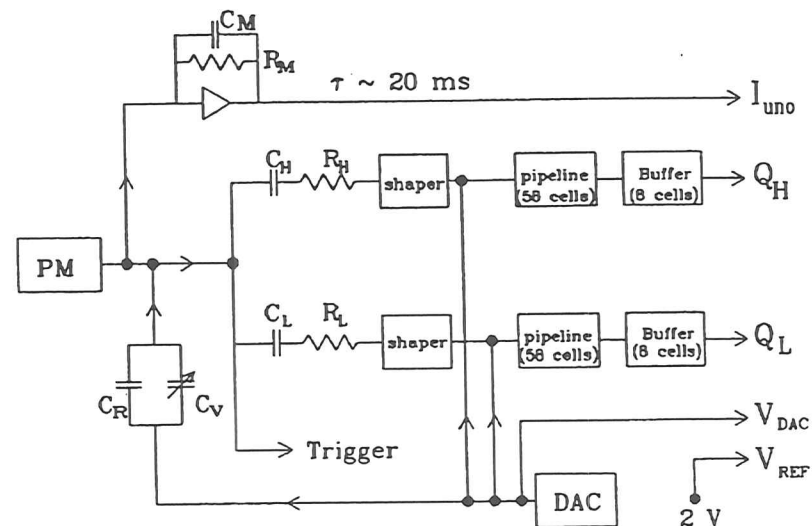 C_M
R_M
τ ~ 20 ms
I_uno
C_H
R_H
shaper
pipeline
(58 cells)
Buffer
(8 cells)
Q_H
PM
C_L
R_L
shaper
pipeline
(58 cells)
Buffer
(8 cells)
Q_L
C_R
C_V
Trigger
V_DAC
V_REF
DAC
2 V